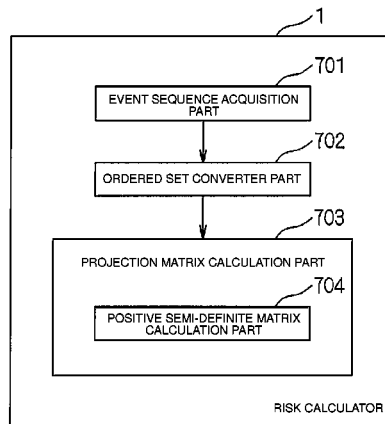 1
701
EVENT SEQUENCE ACQUISITION
PART
702
ORDERED SET CONVERTER PART
703
PROJECTION MATRIX CALCULATION PART
704
POSITIVE SEMI-DEFINITE MATRIX
CALCULATION PART
RISK CALCULATOR